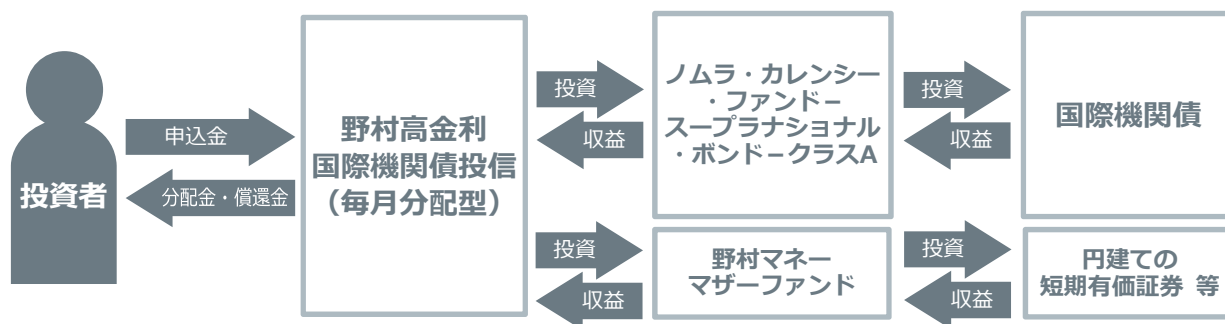 投資者
申込金
分配金・償還金
野村高金利
国際機関債投信
（毎月分配型）
投資
収益
ノムラ・カレンシー
・ファンド－
スープラナショナル
・ボンド－クラスA
投資
収益
国際機関債
投資
収益
野村マネー
マザーファンド
投資
収益
円建ての
短期有価証券 等